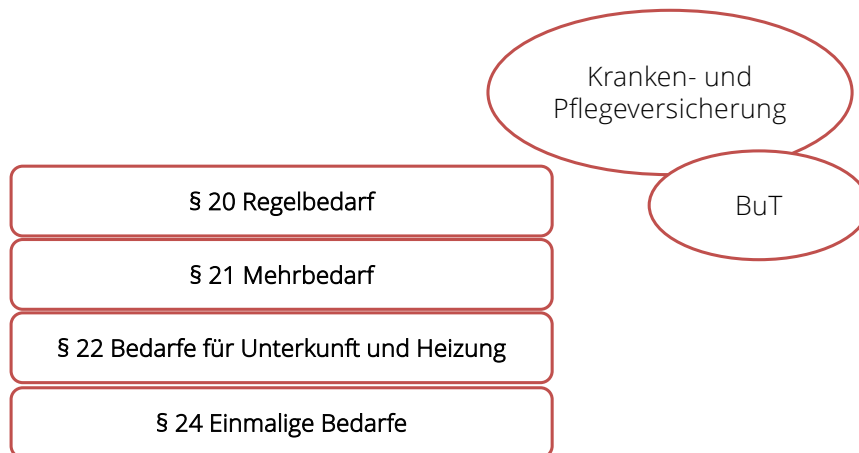 Kranken- und
Pflegeversicherung
BuT
§ 20 Regelbedarf
§ 21 Mehrbedarf
§ 22 Bedarfe für Unterkunft und Heizung
§ 24 Einmalige Bedarfe